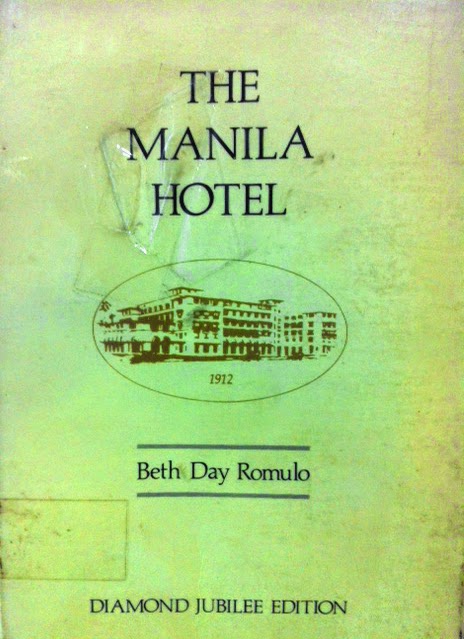 THE
MANILA
HOTEL
1912
Beth Day Romulo
DIAMOND JUBILEE EDITION